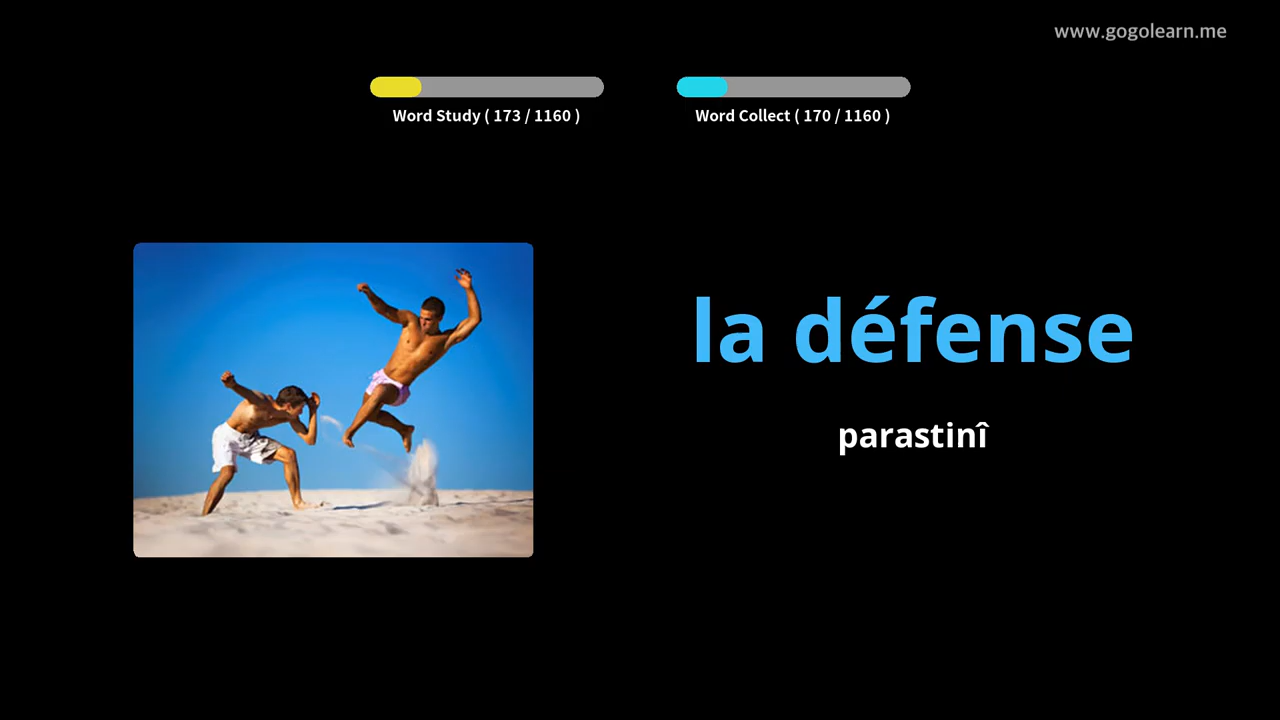 www.gogolearn.me
Word Study ( 173 / 1160 )
Word Collect ( 170 / 1160 )
la défense
parastinî